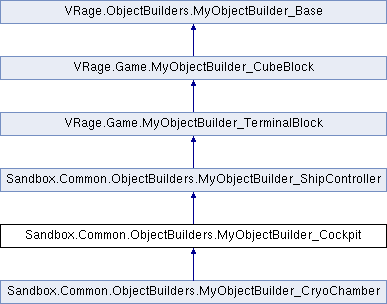 VRage.ObjectBuilders.MyObjectBuilder_Base
VRage.Game.MyObjectBuilder_CubeBlock
VRage.Game.MyObjectBuilder_TerminalBlock
Sandbox.Common.ObjectBuilders.MyObjectBuilder_ShipController
Sandbox.Common.ObjectBuilders.MyObjectBuilder_Cockpit
Sandbox.Common.ObjectBuilders.MyObjectBuilder_CryoChamber